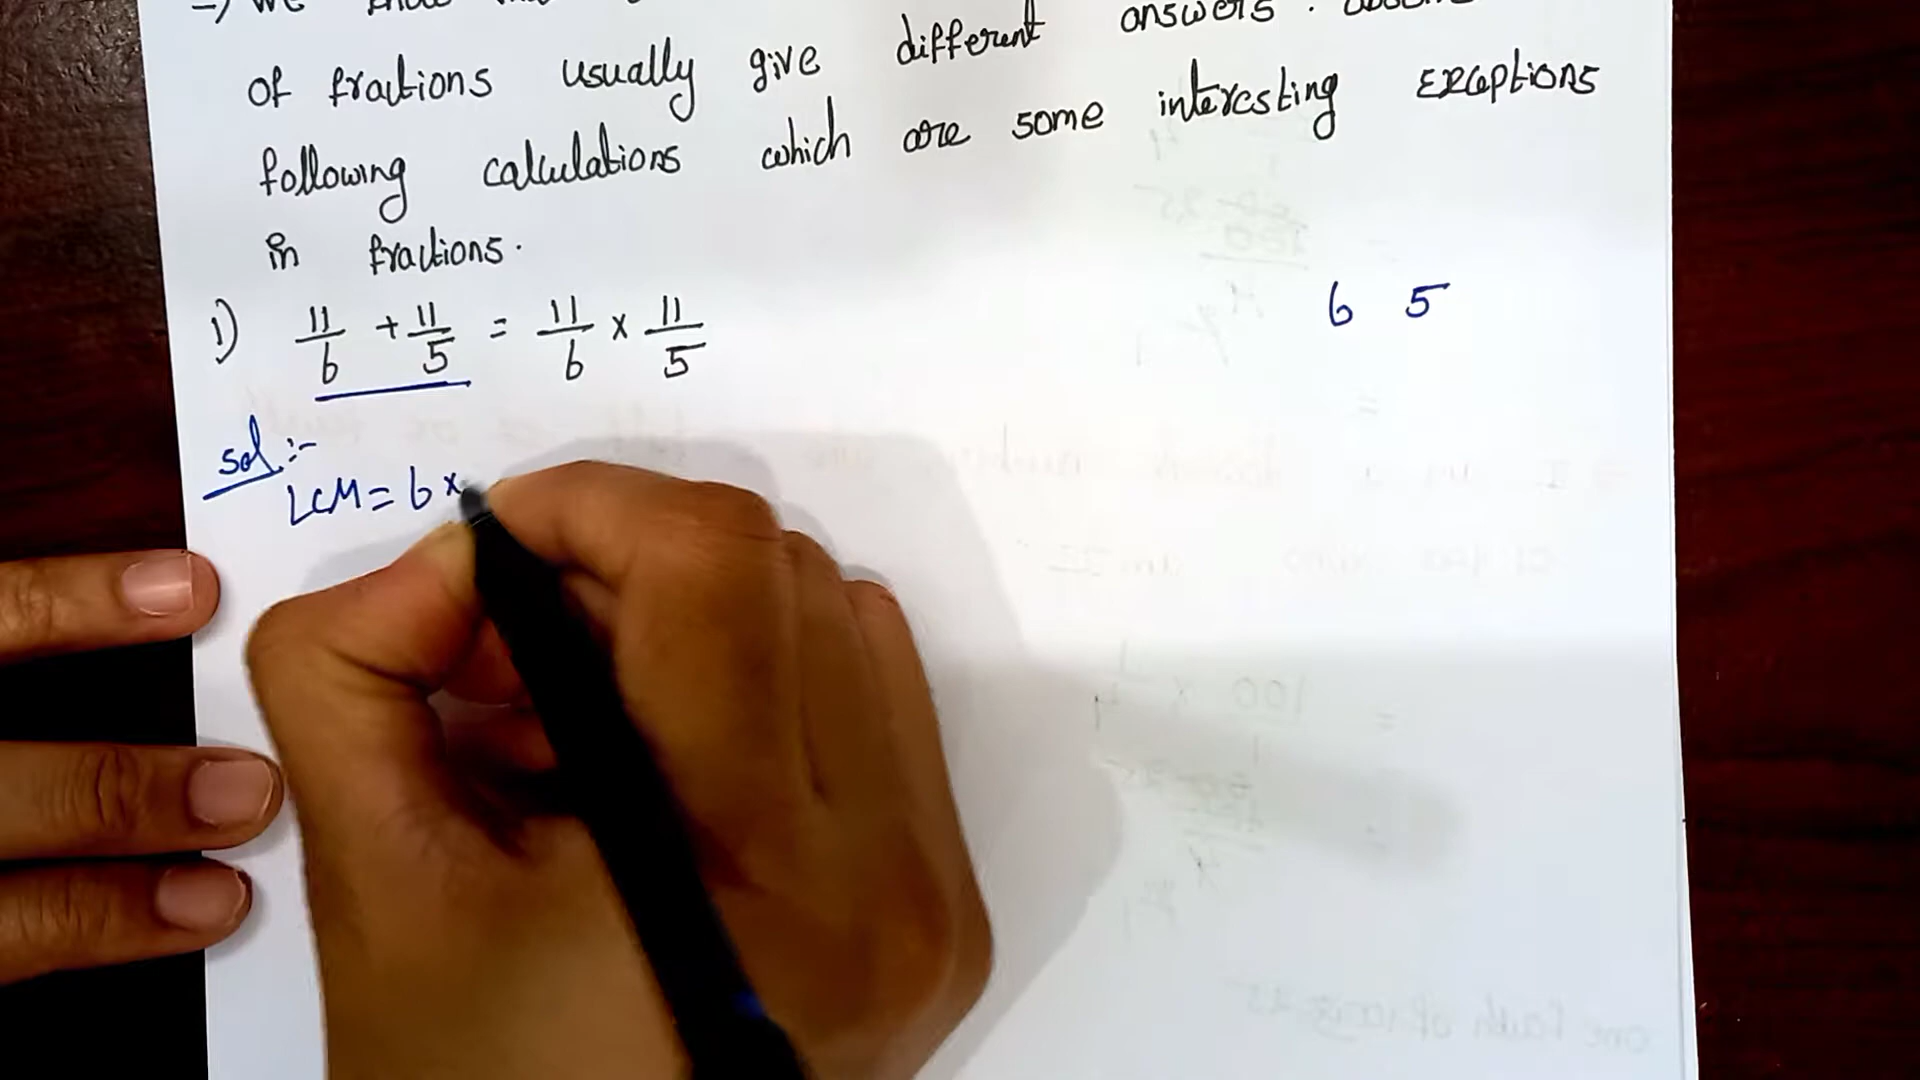 of fractions usually give different answers.
following calculations which are some interesting exceptions
in fractions.
1) 11/6 + 11/5 = 11/6 x 11/5
6 5
sol :-
LCM = 6 x